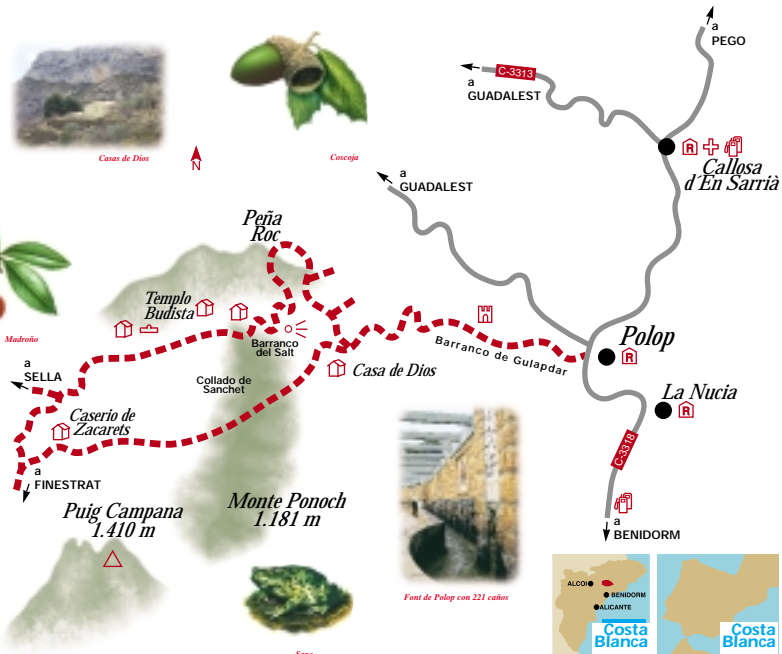 a
PEGO
C-3313
a
GUADALEST
Casas de Dios
Coscoja
N
a
GUADALEST
Callosa
d´En Sarrià
Peña
Roc
Templo
Budista
Madroño
Barranco
del Salt
Barranco de Gulapdar
Polop
a
SELLA
Collado de
Sanchet
Casa de Dios
La Nucia
Caserio de
Zacarets
C-3318
a
FINESTRAT
Puig Campana
1.410 m
Monte Ponoch
1.181 m
a
BENIDORM
Font de Polop con 221 caños
ALCOI
BENIDORM
ALICANTE
Costa
Blanca
Costa
Blanca